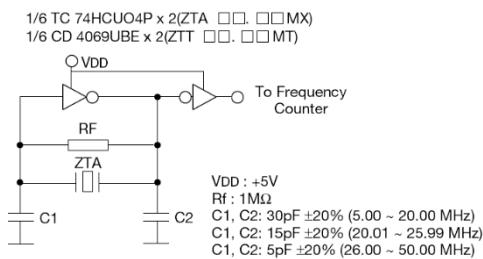 1/6 TC 74HCUO4P x 2(ZTA □□. □□MX)
1/6 CD 4069UBE x 2(ZTT □□. □□MT)
VDD
To Frequency
Counter
RF
ZTA
C1
C2
VDD : +5V
Rf : 1MΩ
C1, C2: 30pF ±20% (5.00 ~ 20.00 MHz)
C1, C2: 15pF ±20% (20.01 ~ 25.99 MHz)
C1, C2: 5pF ±20% (26.00 ~ 50.00 MHz)